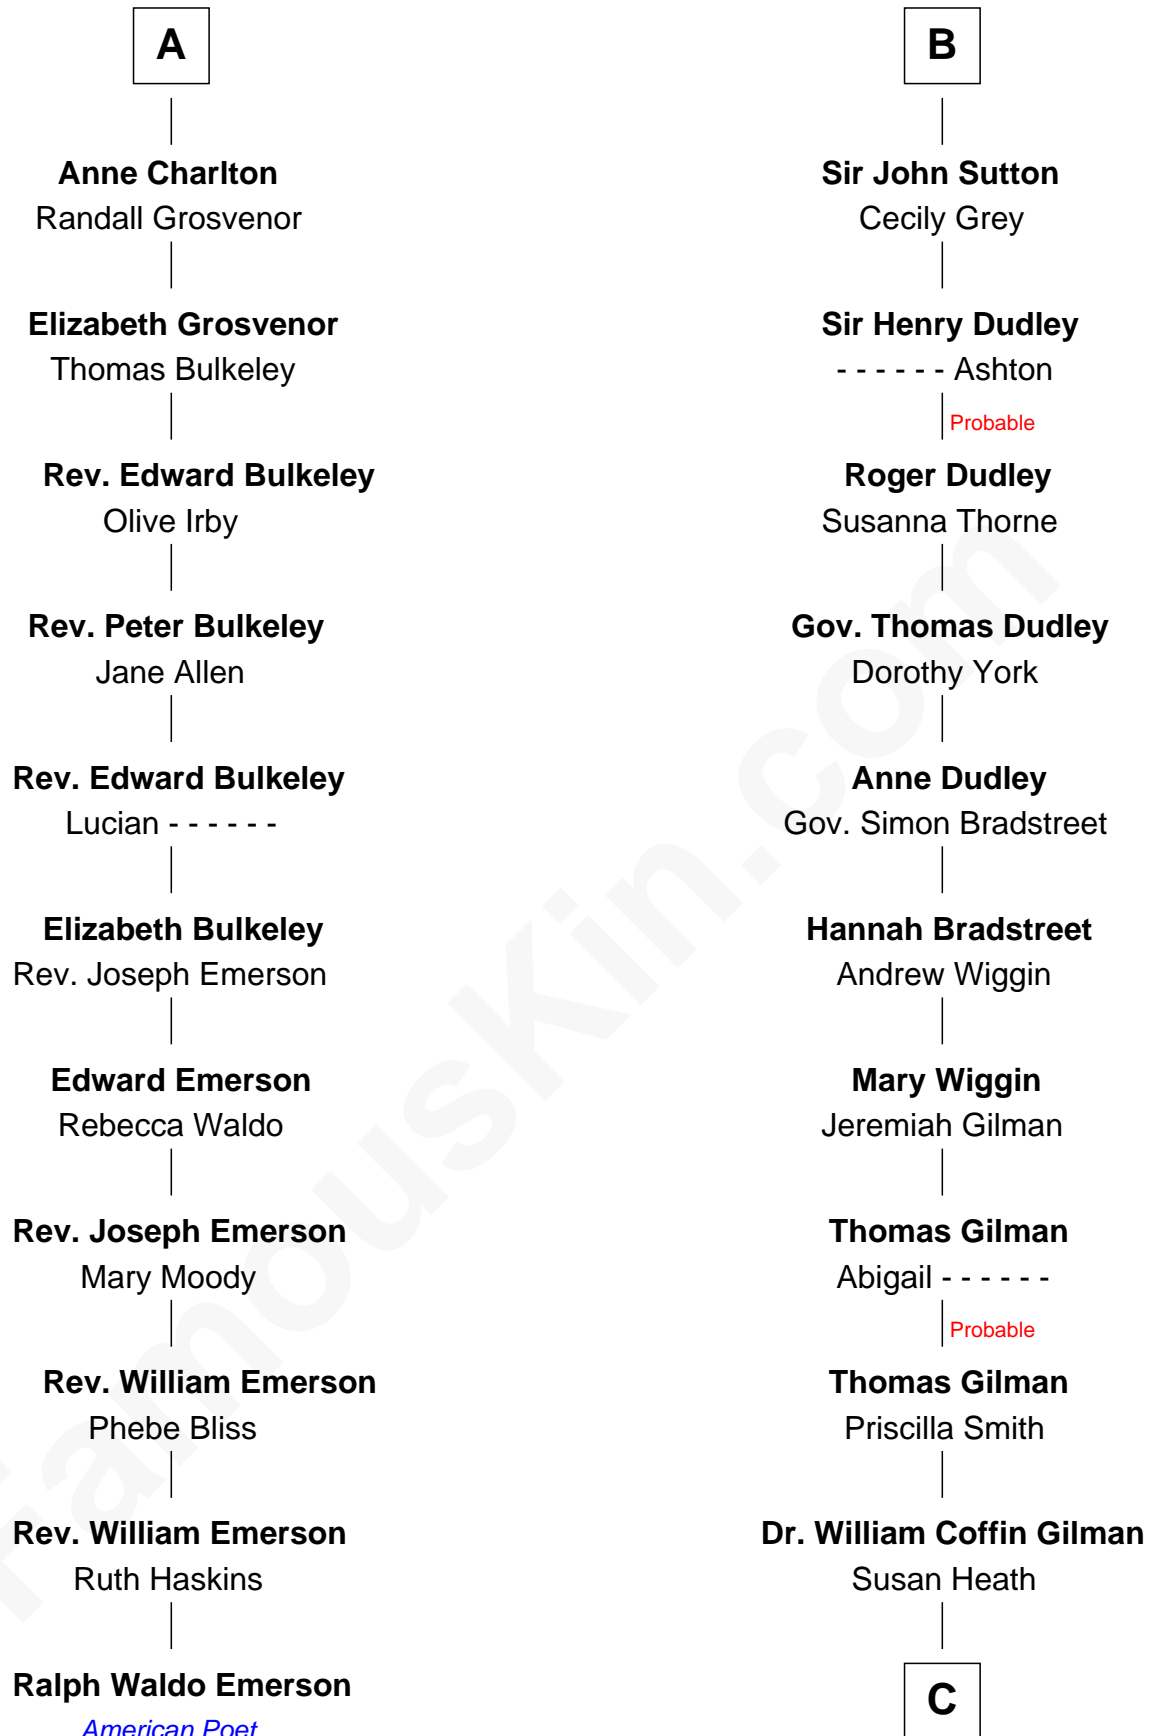 A
Anne Charlton
Randall Grosvenor
Elizabeth Grosvenor
Thomas Bulkeley
Rev. Edward Bulkeley
Olive Irby
Rev. Peter Bulkeley
Jane Allen
Rev. Edward Bulkeley
Lucian - - - - - -
Elizabeth Bulkeley
Rev. Joseph Emerson
Edward Emerson
Rebecca Waldo
Rev. Joseph Emerson
Mary Moody
Rev. William Emerson
Phebe Bliss
Rev. William Emerson
Ruth Haskins
Ralph Waldo Emerson
American Poet
B
Sir John Sutton
Cecily Grey
Sir Henry Dudley
- - - - - - Ashton
Probable
Roger Dudley
Susanna Thorne
Gov. Thomas Dudley
Dorothy York
Anne Dudley
Gov. Simon Bradstreet
Hannah Bradstreet
Andrew Wiggin
Mary Wiggin
Jeremiah Gilman
Thomas Gilman
Abigail - - - - - -
Probable
Thomas Gilman
Priscilla Smith
Dr. William Coffin Gilman
Susan Heath
C
FamousKin.com